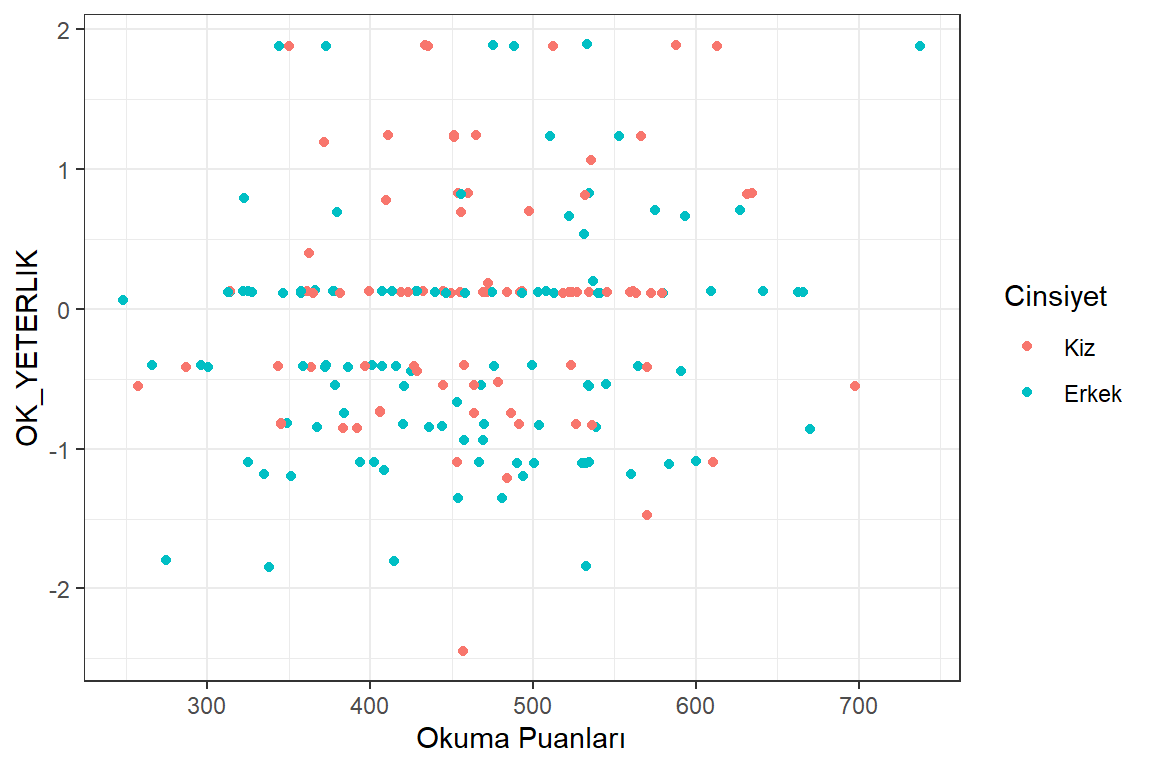 2
1
0
-1
-2
OK_YETERLIK
300 400 500 600 700
Okuma Puanları
Cinsiyet
Kiz
Erkek